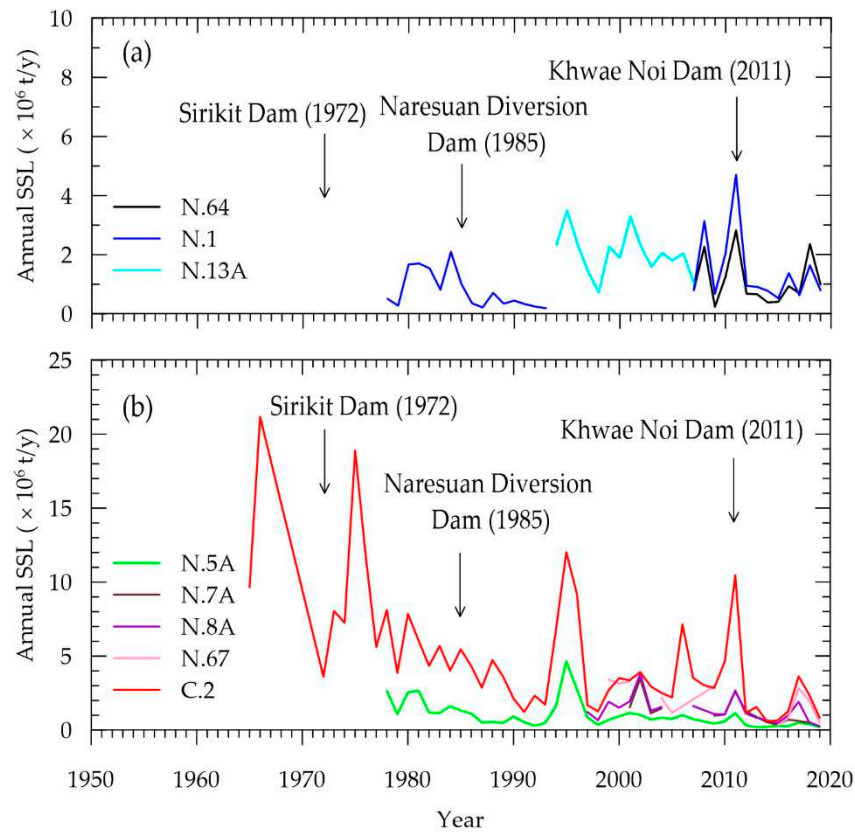 (a)
Annual SSL ( × 10⁶ t/y)
10
8
6
4
2
0
Khwae Noi Dam (2011)
Sirikit Dam (1972)
Naresuan Diversion
Dam (1985)
N.64
N.1
N.13A
(b)
Annual SSL ( × 10⁶ t/y)
25
20
15
10
5
0
Sirikit Dam (1972)
Khwae Noi Dam (2011)
Naresuan Diversion
Dam (1985)
N.5A
N.7A
N.8A
N.67
C.2
1950 1960 1970 1980 1990 2000 2010 2020
Year